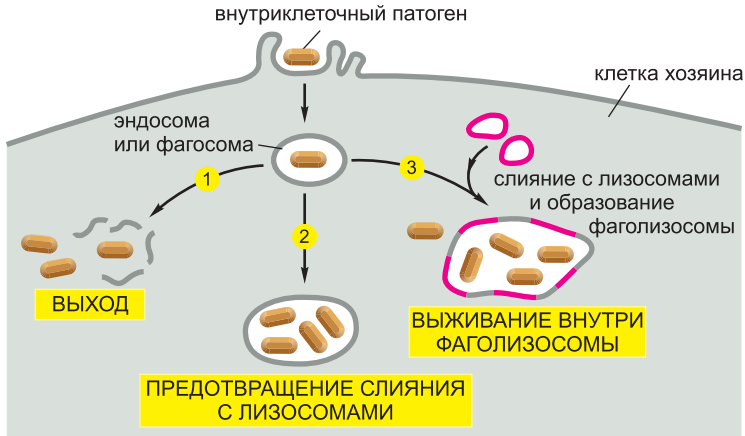 внутриклеточный патоген
клетка хозяина
эндосома
или фагосома
1
3
слияние с лизосомами
и образование
фаголизосомы
2
ВЫХОД
ВЫЖИВАНИЕ ВНУТРИ
ФАГОЛИЗОСОМЫ
ПРЕДОТВРАЩЕНИЕ СЛИЯНИЯ
С ЛИЗОСОМАМИ